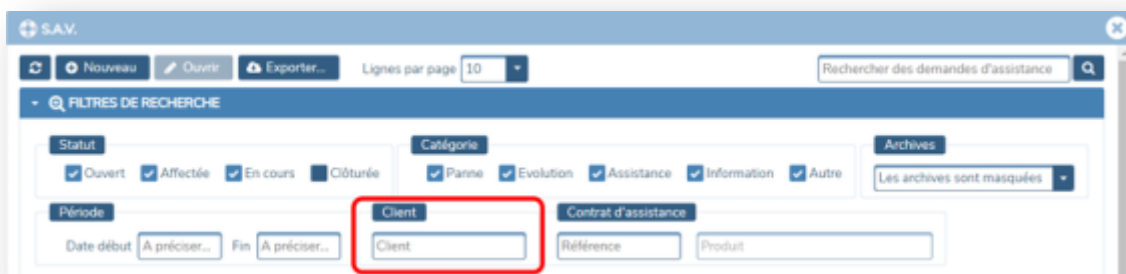 S.A.V.
Nouveau Ouvrir Exporter... Lignes par page 10 Rechercher des demandes d'assistance
FILTRES DE RECHERCHE
Statut Catégorie Archives
Ouvert Affectée En cours Clôturée Panne Evolution Assistance Information Autre Les archives sont masquées
Période Client Contrat d'assistance
Date début A préciser... Fin A préciser... Client Référence Produit